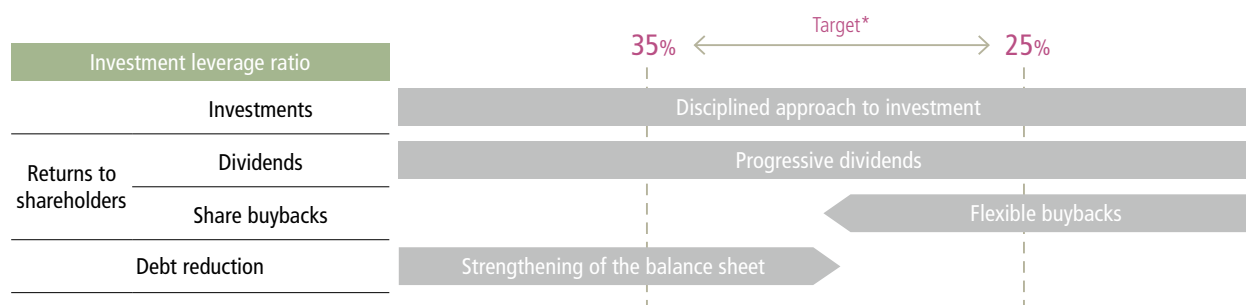 Target*
35%
25%
Investment leverage ratio
Investments
Disciplined approach to investment
Returns to
shareholders
Dividends
Progressive dividends
Share buybacks
Flexible buybacks
Debt reduction
Strengthening of the balance sheet